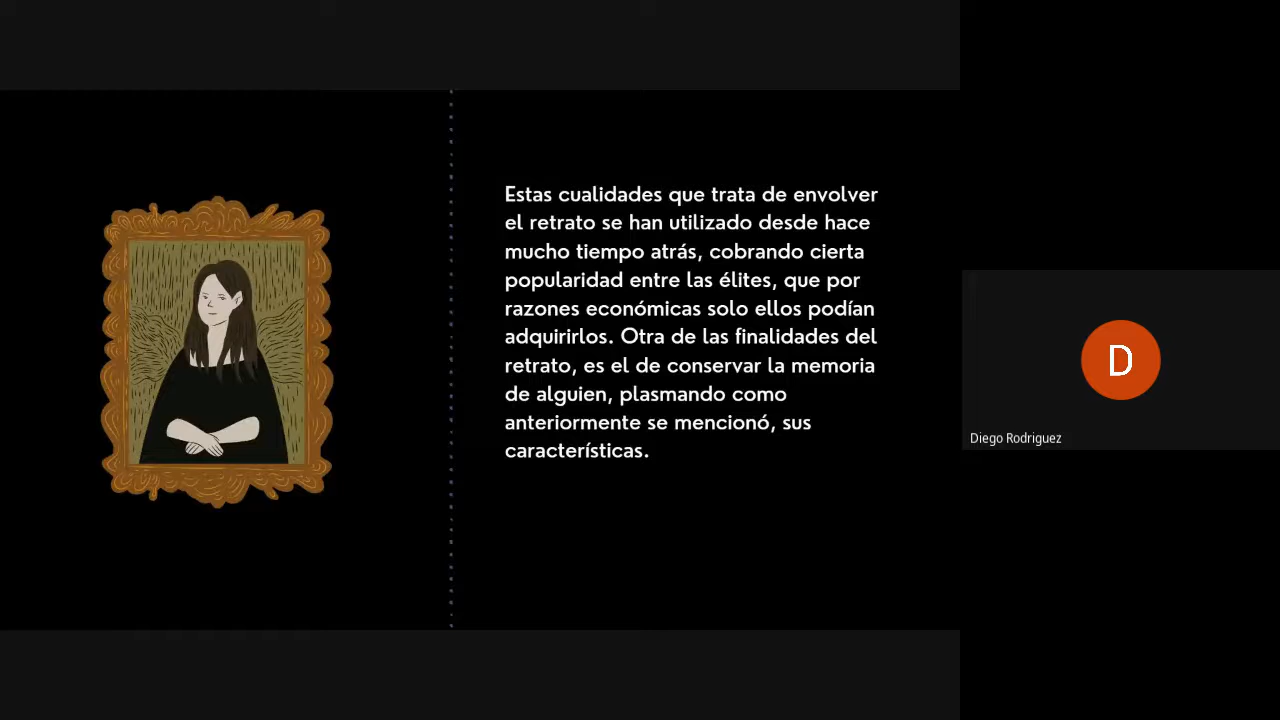 Estas cualidades que trata de envolver
el retrato se han utilizado desde hace
mucho tiempo atrás, cobrando cierta
popularidad entre las élites, que por
razones económicas solo ellos podían
adquirirlos. Otra de las finalidades del
retrato, es el de conservar la memoria
de alguien, plasmando como
anteriormente se mencionó, sus
características.
D
Diego Rodriguez